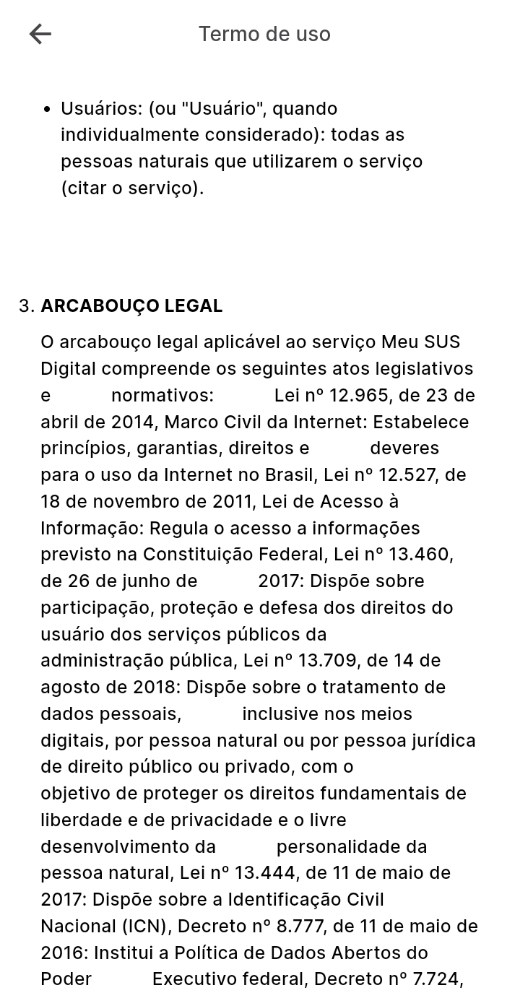 Termo de uso
• Usuários: (ou "Usuário", quando
individualmente considerado): todas as
pessoas naturais que utilizarem o serviço
(citar o serviço).
3. ARCABOUÇO LEGAL
O arcabouço legal aplicável ao serviço Meu SUS
Digital compreende os seguintes atos legislativos
e normativos: Lei nº 12.965, de 23 de
abril de 2014, Marco Civil da Internet: Estabelece
princípios, garantias, direitos e deveres
para o uso da Internet no Brasil, Lei nº 12.527, de
18 de novembro de 2011, Lei de Acesso à
Informação: Regula o acesso a informações
previsto na Constituição Federal, Lei nº 13.460,
de 26 de junho de 2017: Dispõe sobre
participação, proteção e defesa dos direitos do
usuário dos serviços públicos da
administração pública, Lei nº 13.709, de 14 de
agosto de 2018: Dispõe sobre o tratamento de
dados pessoais, inclusive nos meios
digitais, por pessoa natural ou por pessoa jurídica
de direito público ou privado, com o
objetivo de proteger os direitos fundamentais de
liberdade e de privacidade e o livre
desenvolvimento da personalidade da
pessoa natural, Lei nº 13.444, de 11 de maio de
2017: Dispõe sobre a Identificação Civil
Nacional (ICN), Decreto nº 8.777, de 11 de maio de
2016: Institui a Política de Dados Abertos do
Poder Executivo federal, Decreto nº 7.724,